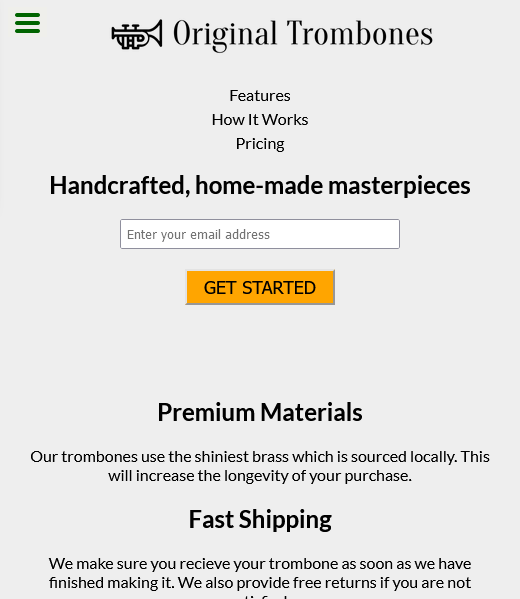 Original Trombones
Features
How It Works
Pricing
Handcrafted, home-made masterpieces
Enter your email address
GET STARTED
Premium Materials
Our trombones use the shiniest brass which is sourced locally. This
will increase the longevity of your purchase.
Fast Shipping
We make sure you recieve your trombone as soon as we have
finished making it. We also provide free returns if you are not